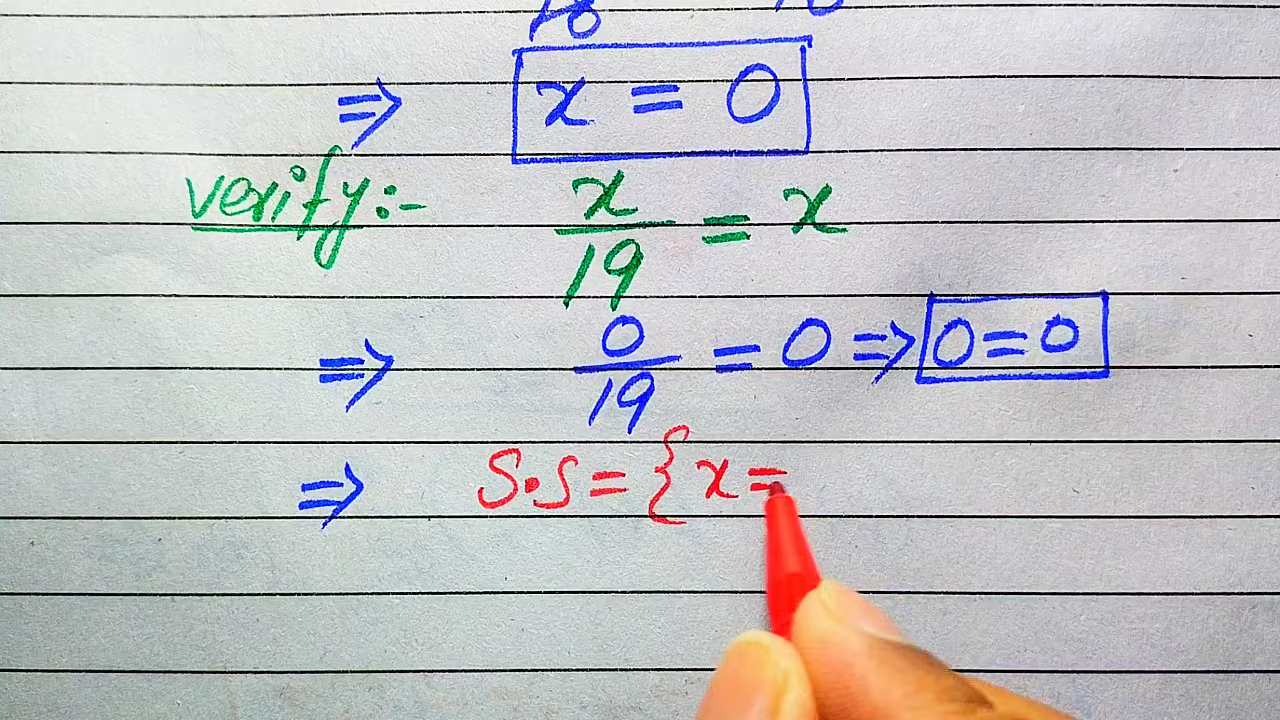 ⇒ x = 0
verify:- x/19 = x
⇒ 0/19 = 0 ⇒ 0=0
⇒ S.S = { x =